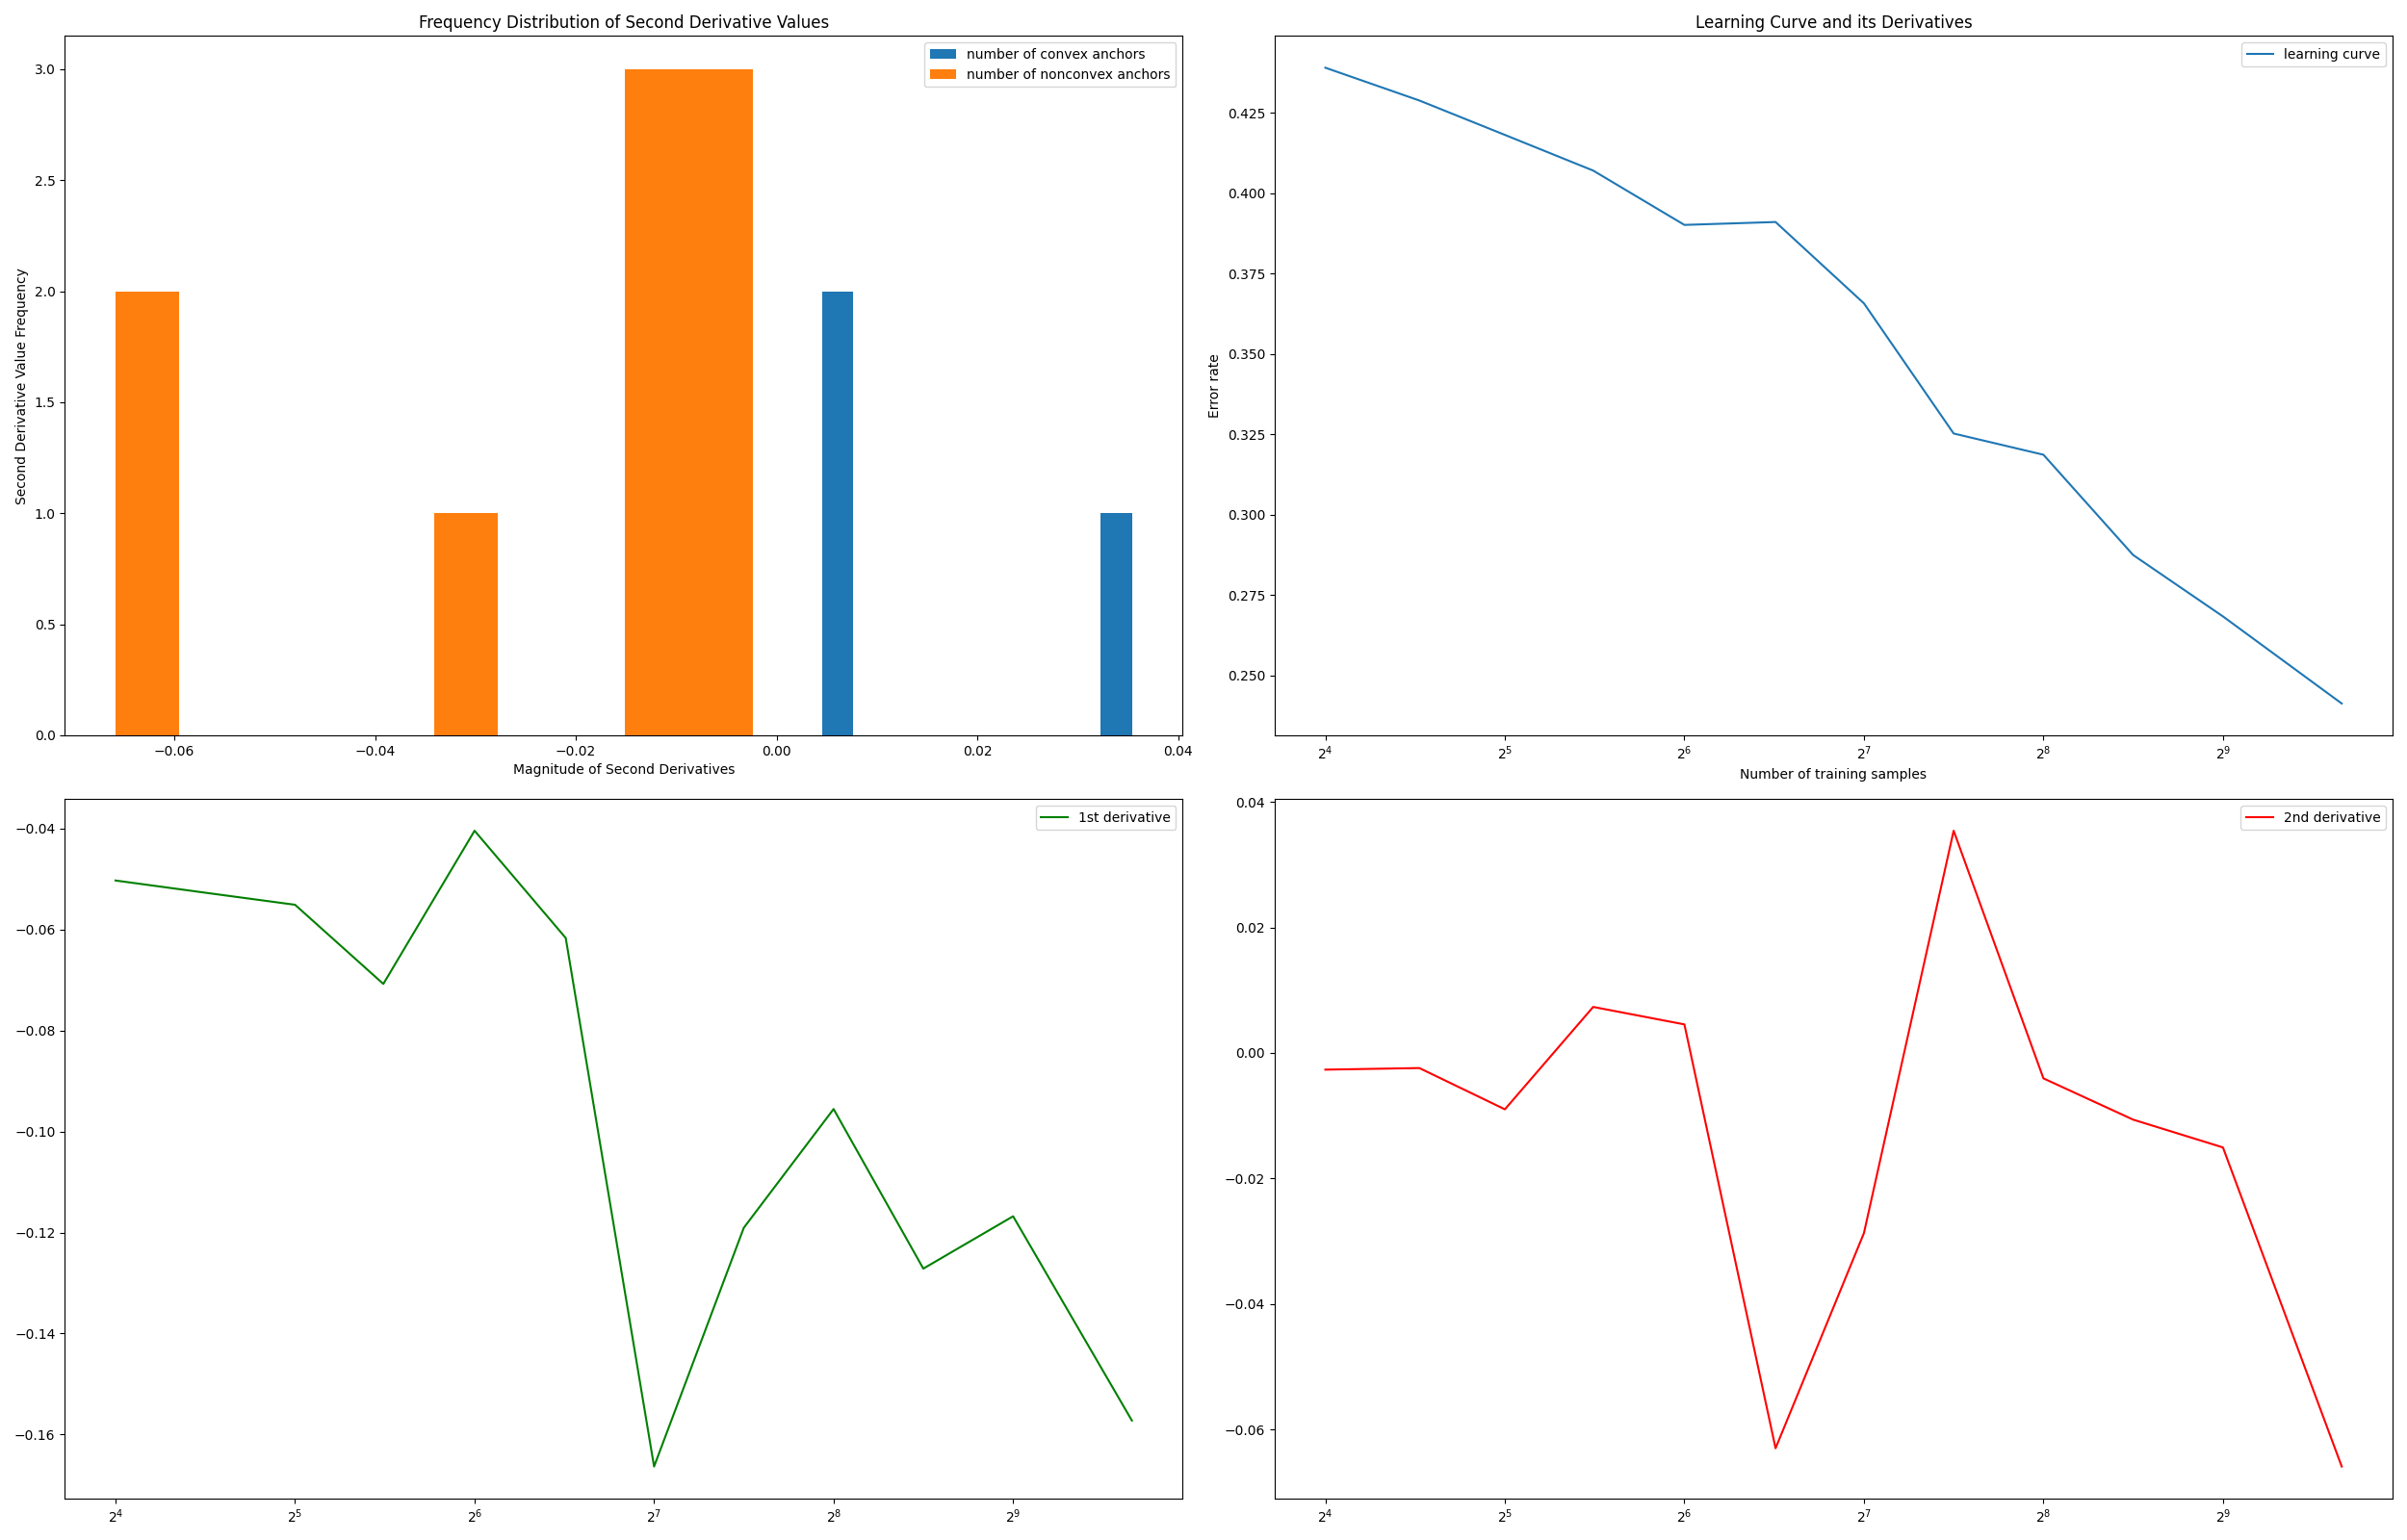 Frequency Distribution of Second Derivative Values
number of convex anchors
number of nonconvex anchors
Second Derivative Value Frequency
3.0
2.5
2.0
1.5
1.0
0.5
0.0
−0.06 −0.04 −0.02 0.00 0.02 0.04
Magnitude of Second Derivatives
Learning Curve and its Derivatives
learning curve
Error rate
0.425
0.400
0.375
0.350
0.325
0.300
0.275
0.250
2⁴ 2⁵ 2⁶ 2⁷ 2⁸ 2⁹
Number of training samples
1st derivative
−0.04
−0.06
−0.08
−0.10
−0.12
−0.14
−0.16
2⁴ 2⁵ 2⁶ 2⁷ 2⁸ 2⁹
2nd derivative
0.04
0.02
0.00
−0.02
−0.04
−0.06
2⁴ 2⁵ 2⁶ 2⁷ 2⁸ 2⁹